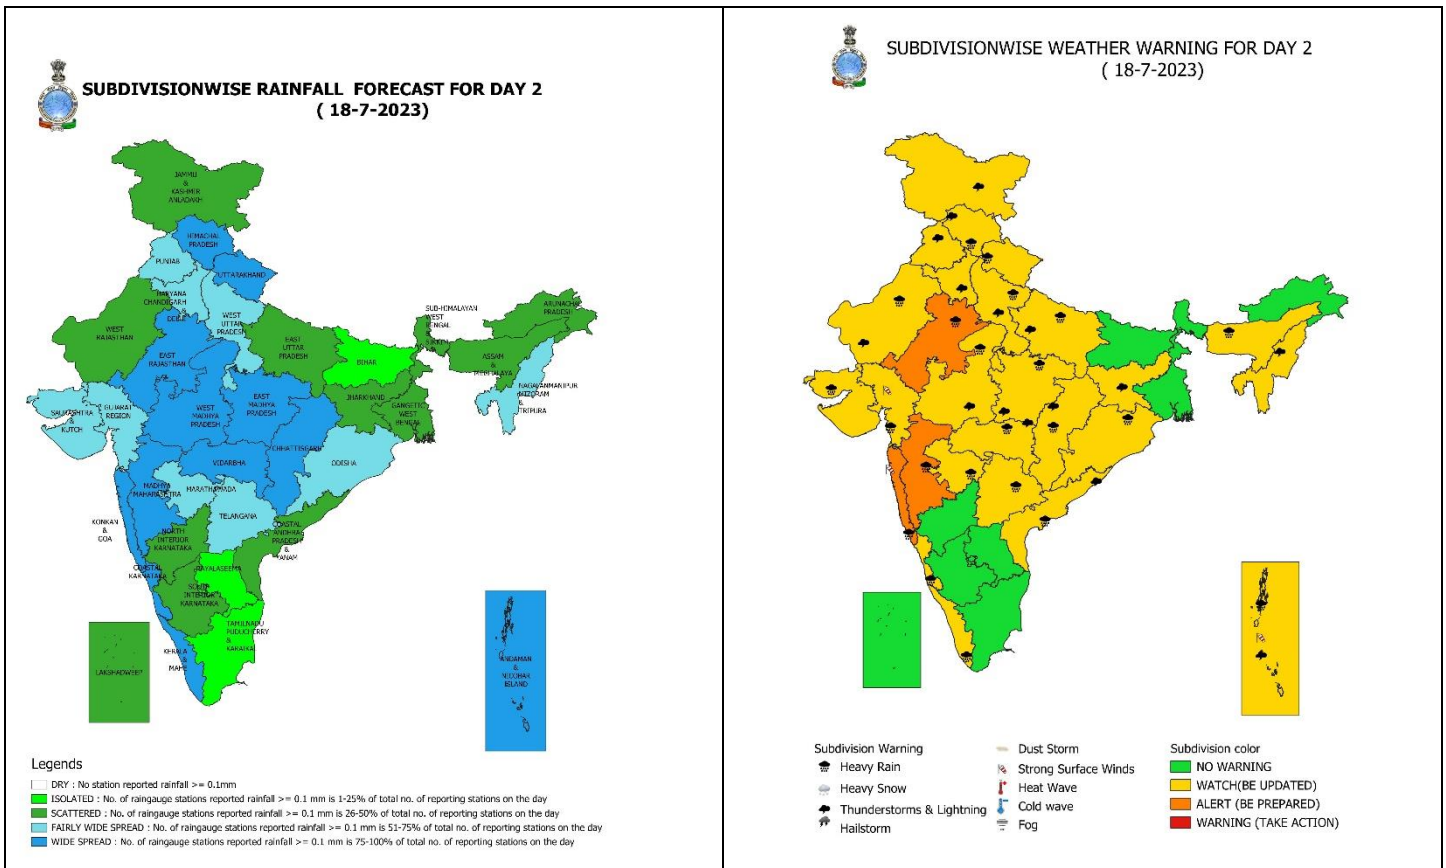 SUBDIVISIONWISE RAINFALL FORECAST FOR DAY 2
( 18-7-2023)
JAMMU
&
KASHMIR
ANLADAKH
HIMACHAL
PRADESH
PUNJAB
UTTARAKHAND
HARYANA
CHANDIGARH
&
DELHI
WEST
UTTAR
PRADESH
WEST
RAJASTHAN
EAST
RAJASTHAN
EAST
UTTAR
PRADESH
BIHAR
SUB-HIMALAYAN
WEST
BENGAL
&
SIKKIM
ARUNACHAL
PRADESH
ASSAM
&
MEGHALAYA
NAGALANMANIPUR
MIZORAM
&
TRIPURA
SAURASHTRA
&
KUTCH
GUJARAT
REGION
WEST
MADHYA
PRADESH
EAST
MADHYA
PRADESH
JHARKHAND
GANGETIC
WEST
BENGAL
CHHATTISGARH
ODISHA
VIDARBHA
MADHYA
MAHARASHTRA
MARATHAWADA
TELANGANA
KONKAN
&
GOA
NORTH
INTERIOR
KARNATAKA
COASTAL
ANDHRA
PRADESH
&
YANAM
COASTAL
KARNATAKA
RAYALASEEMA
SOUTH
INTERIOR
KARNATAKA
TAMILNADU
PUDUCHERRY
&
KARAIKAL
KERALA
&
MAHE
LAKSHADWEEP
ANDAMAN
&
NICOBAR
ISLAND
Legends
DRY : No station reported rainfall >= 0.1mm
ISOLATED : No. of raingauge stations reported rainfall >= 0.1 mm is 1-25% of total no. of reporting stations on the day
SCATTERED : No. of raingauge stations reported rainfall >= 0.1 mm is 26-50% of total no. of reporting stations on the day
FAIRLY WIDE SPREAD : No. of raingauge stations reported rainfall >= 0.1 mm is 51-75% of total no. of reporting stations on the day
WIDE SPREAD : No. of raingauge stations reported rainfall >= 0.1 mm is 75-100% of total no. of reporting stations on the day
SUBDIVISIONWISE WEATHER WARNING FOR DAY 2
( 18-7-2023)
Subdivision Warning
Heavy Rain
Heavy Snow
Thunderstorms & Lightning
Hailstorm
Dust Storm
Strong Surface Winds
Heat Wave
Cold wave
Fog
Subdivision color
NO WARNING
WATCH(BE UPDATED)
ALERT (BE PREPARED)
WARNING (TAKE ACTION)